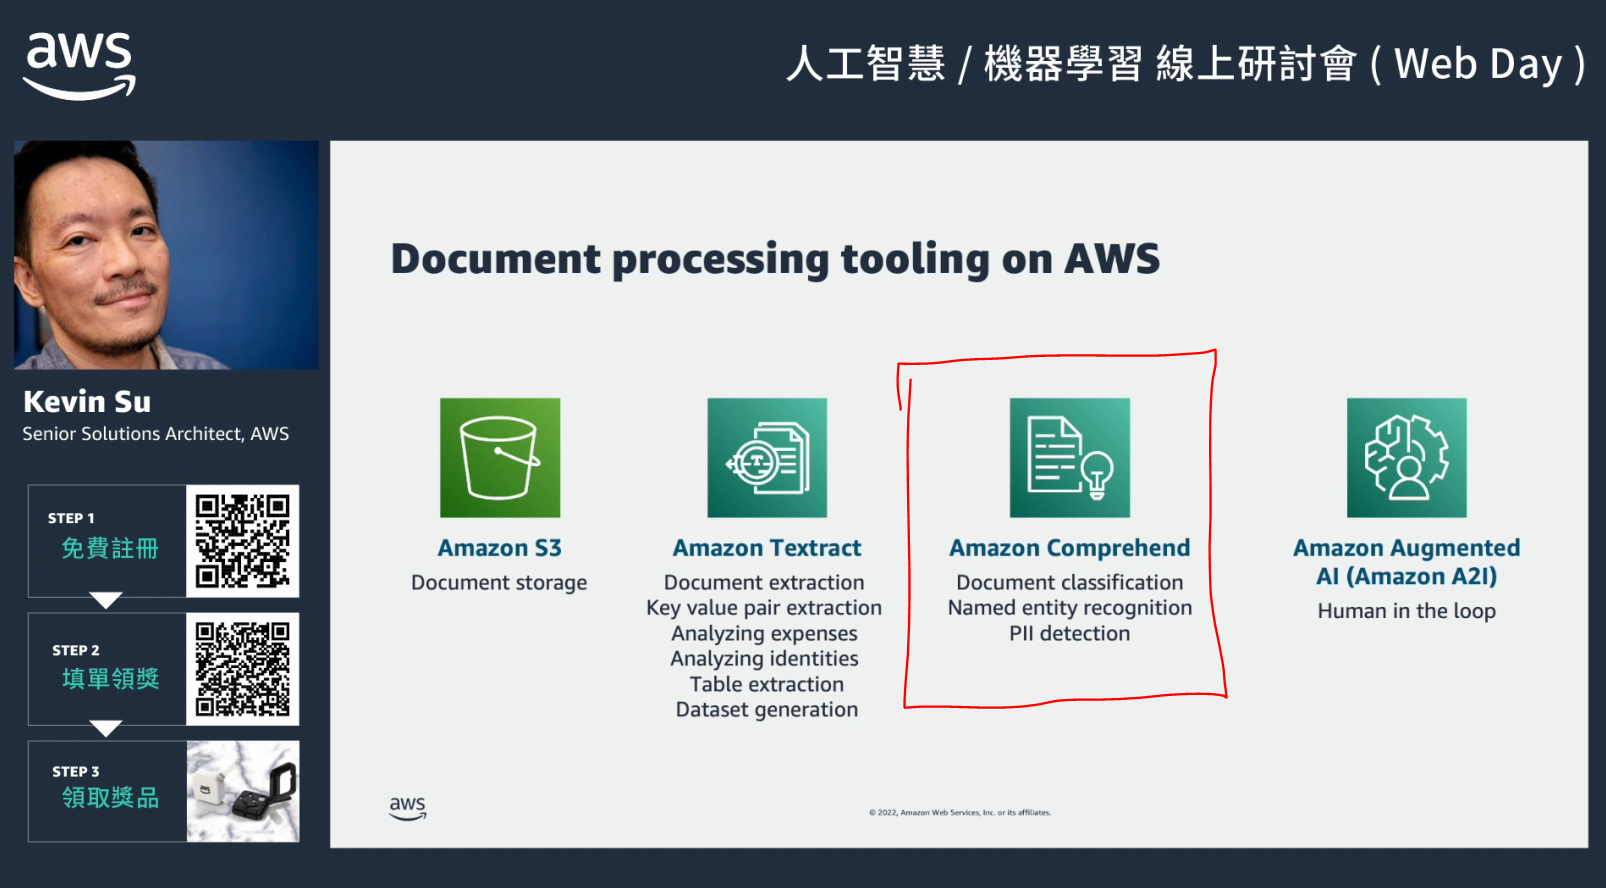 aws
人工智慧 / 機器學習 線上研討會 ( Web Day )
Kevin Su
Senior Solutions Architect, AWS
STEP 1
免費註冊
STEP 2
填單領獎
STEP 3
領取獎品
aws
Document processing tooling on AWS
Amazon S3
Document storage
Amazon Textract
Document extraction
Key value pair extraction
Analyzing expenses
Analyzing identities
Table extraction
Dataset generation
Amazon Comprehend
Document classification
Named entity recognition
PII detection
Amazon Augmented
AI (Amazon A2I)
Human in the loop
aws
© 2022, Amazon Web Services, Inc. or its affiliates.